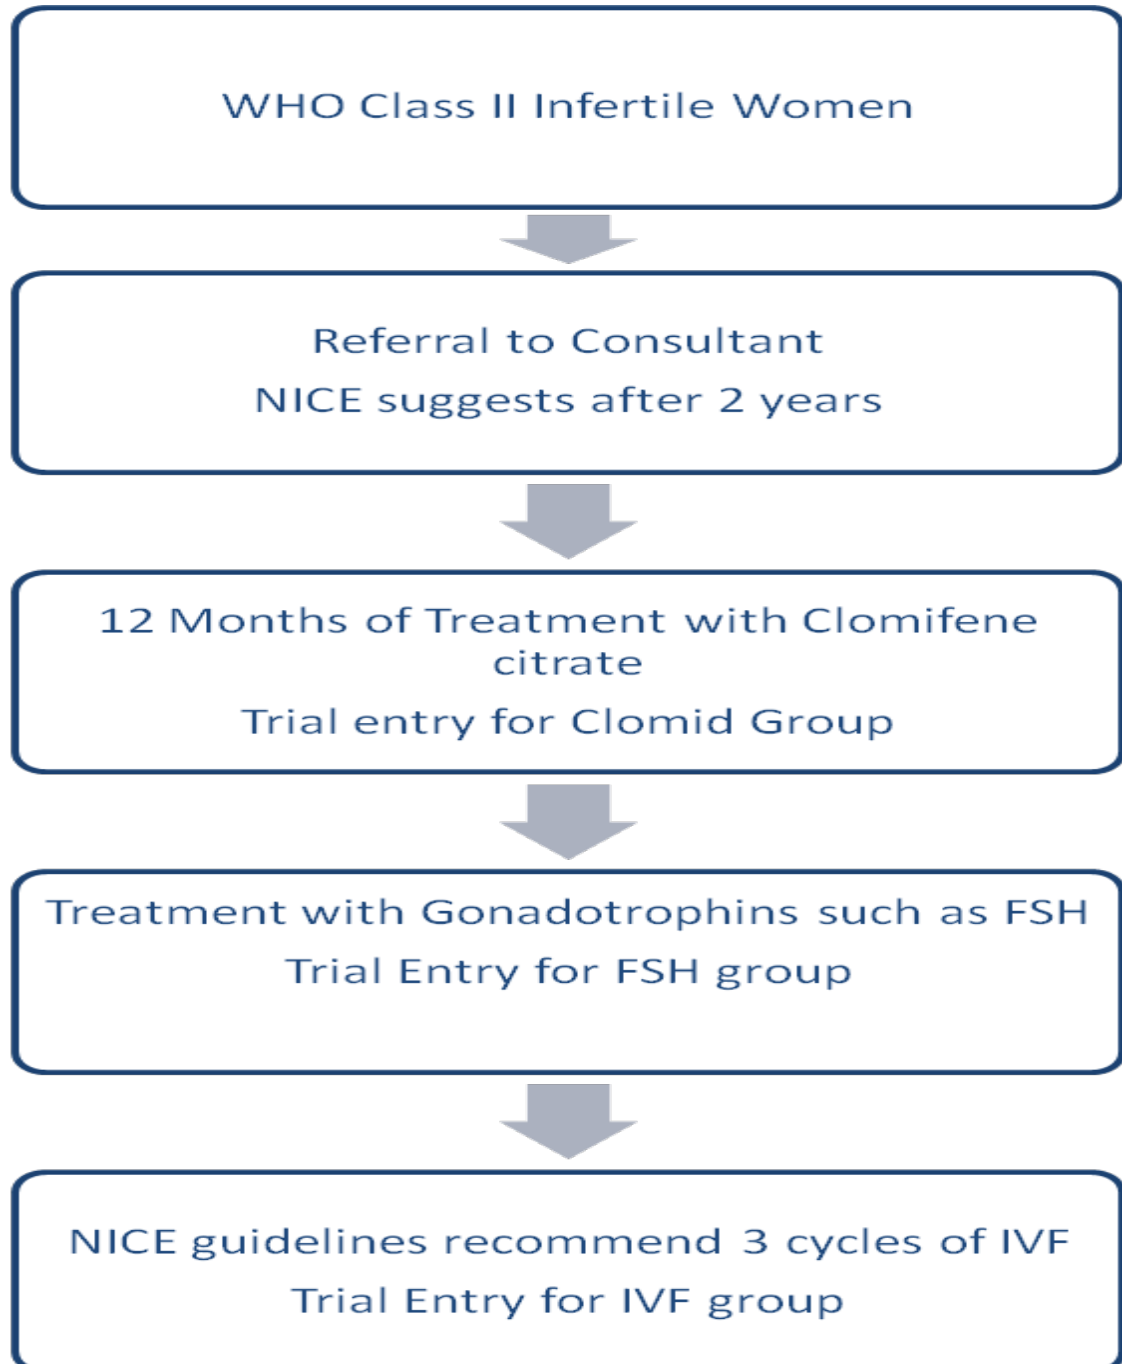 WHO Class II Infertile Women
Referral to Consultant
NICE suggests after 2 years
12 Months of Treatment with Clomifene
citrate
Trial entry for Clomid Group
Treatment with Gonadotrophins such as FSH
Trial Entry for FSH group
NICE guidelines recommend 3 cycles of IVF
Trial Entry for IVF group